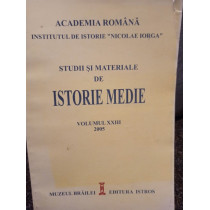 ACADEMIA ROMÂNĂ
INSTITUTUL DE ISTORIE "NICOLAE IORGA"
STUDII ȘI MATERIALE
DE
ISTORIE MEDIE
VOLUMUL XXIII
2005
MUZEUL BRĂILEI EDITURA ISTROS